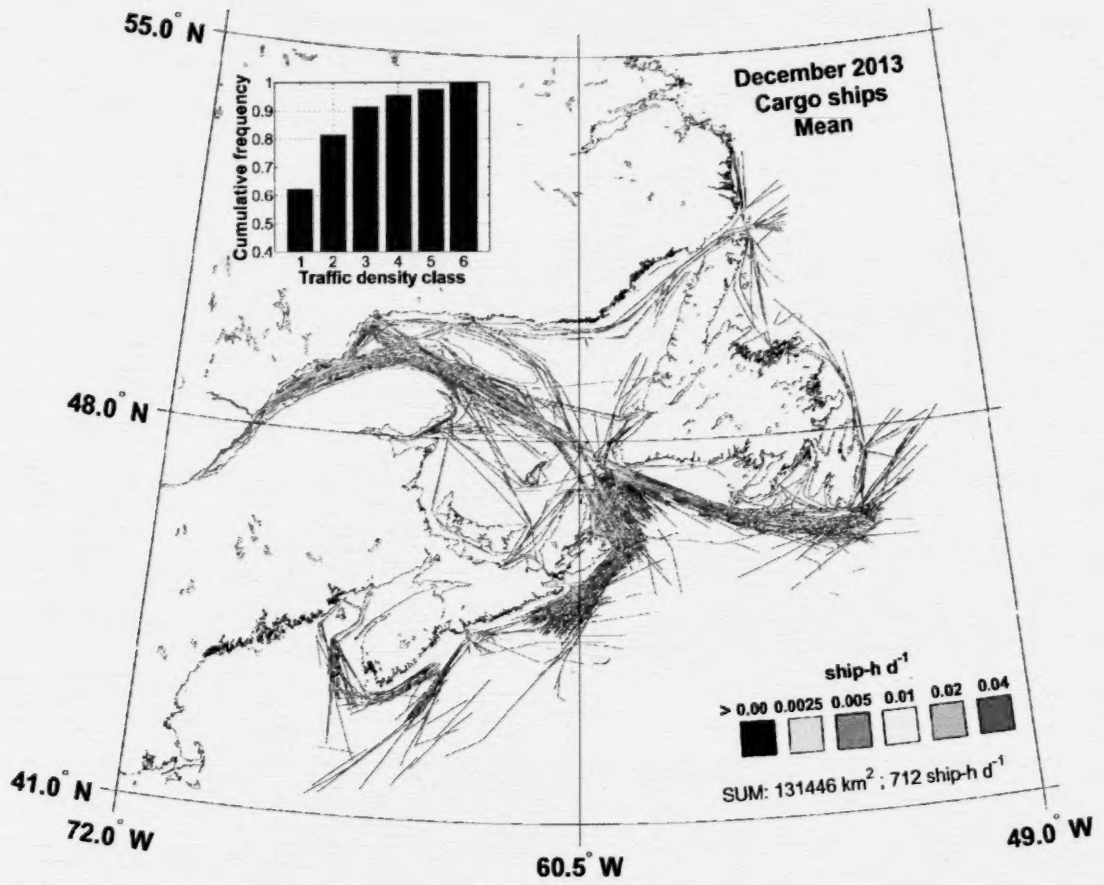 55.0° N
December 2013
Cargo ships
Mean
Cumulative frequency
1
0.9
0.8
0.7
0.6
0.5
0.4
1 2 3 4 5 6
Traffic density class
48.0° N
ship-h d⁻¹
> 0.00 0.0025 0.005 0.01 0.02 0.04
SUM: 131446 km² ; 712 ship-h d⁻¹
41.0° N
72.0° W
60.5° W
49.0° W